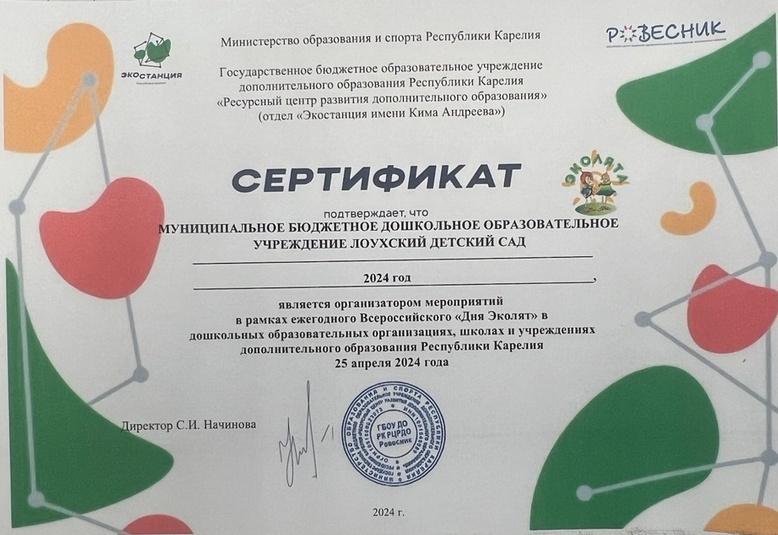 ЭКОСТАНЦИЯ
РОВЕСНИК
Министерство образования и спорта Республики Карелия
Государственное бюджетное образовательное учреждение
дополнительного образования Республики Карелия
«Ресурсный центр развития дополнительного образования»
(отдел «Экостанция имени Кима Андреева»)
СЕРТИФИКАТ
ЭКОЛЯТА
подтверждает, что
МУНИЦИПАЛЬНОЕ БЮДЖЕТНОЕ ДОШКОЛЬНОЕ ОБРАЗОВАТЕЛЬНОЕ
УЧРЕЖДЕНИЕ ЛОУХСКИЙ ДЕТСКИЙ САД
2024 год,
является организатором мероприятий
в рамках ежегодного Всероссийского «Дня Эколят» в
дошкольных образовательных организациях, школах и учреждениях
дополнительного образования Республики Карелия
25 апреля 2024 года
Директор С.И. Начинова
ГБОУ ДО
РК РЦРДО
Ровесник
2024 г.